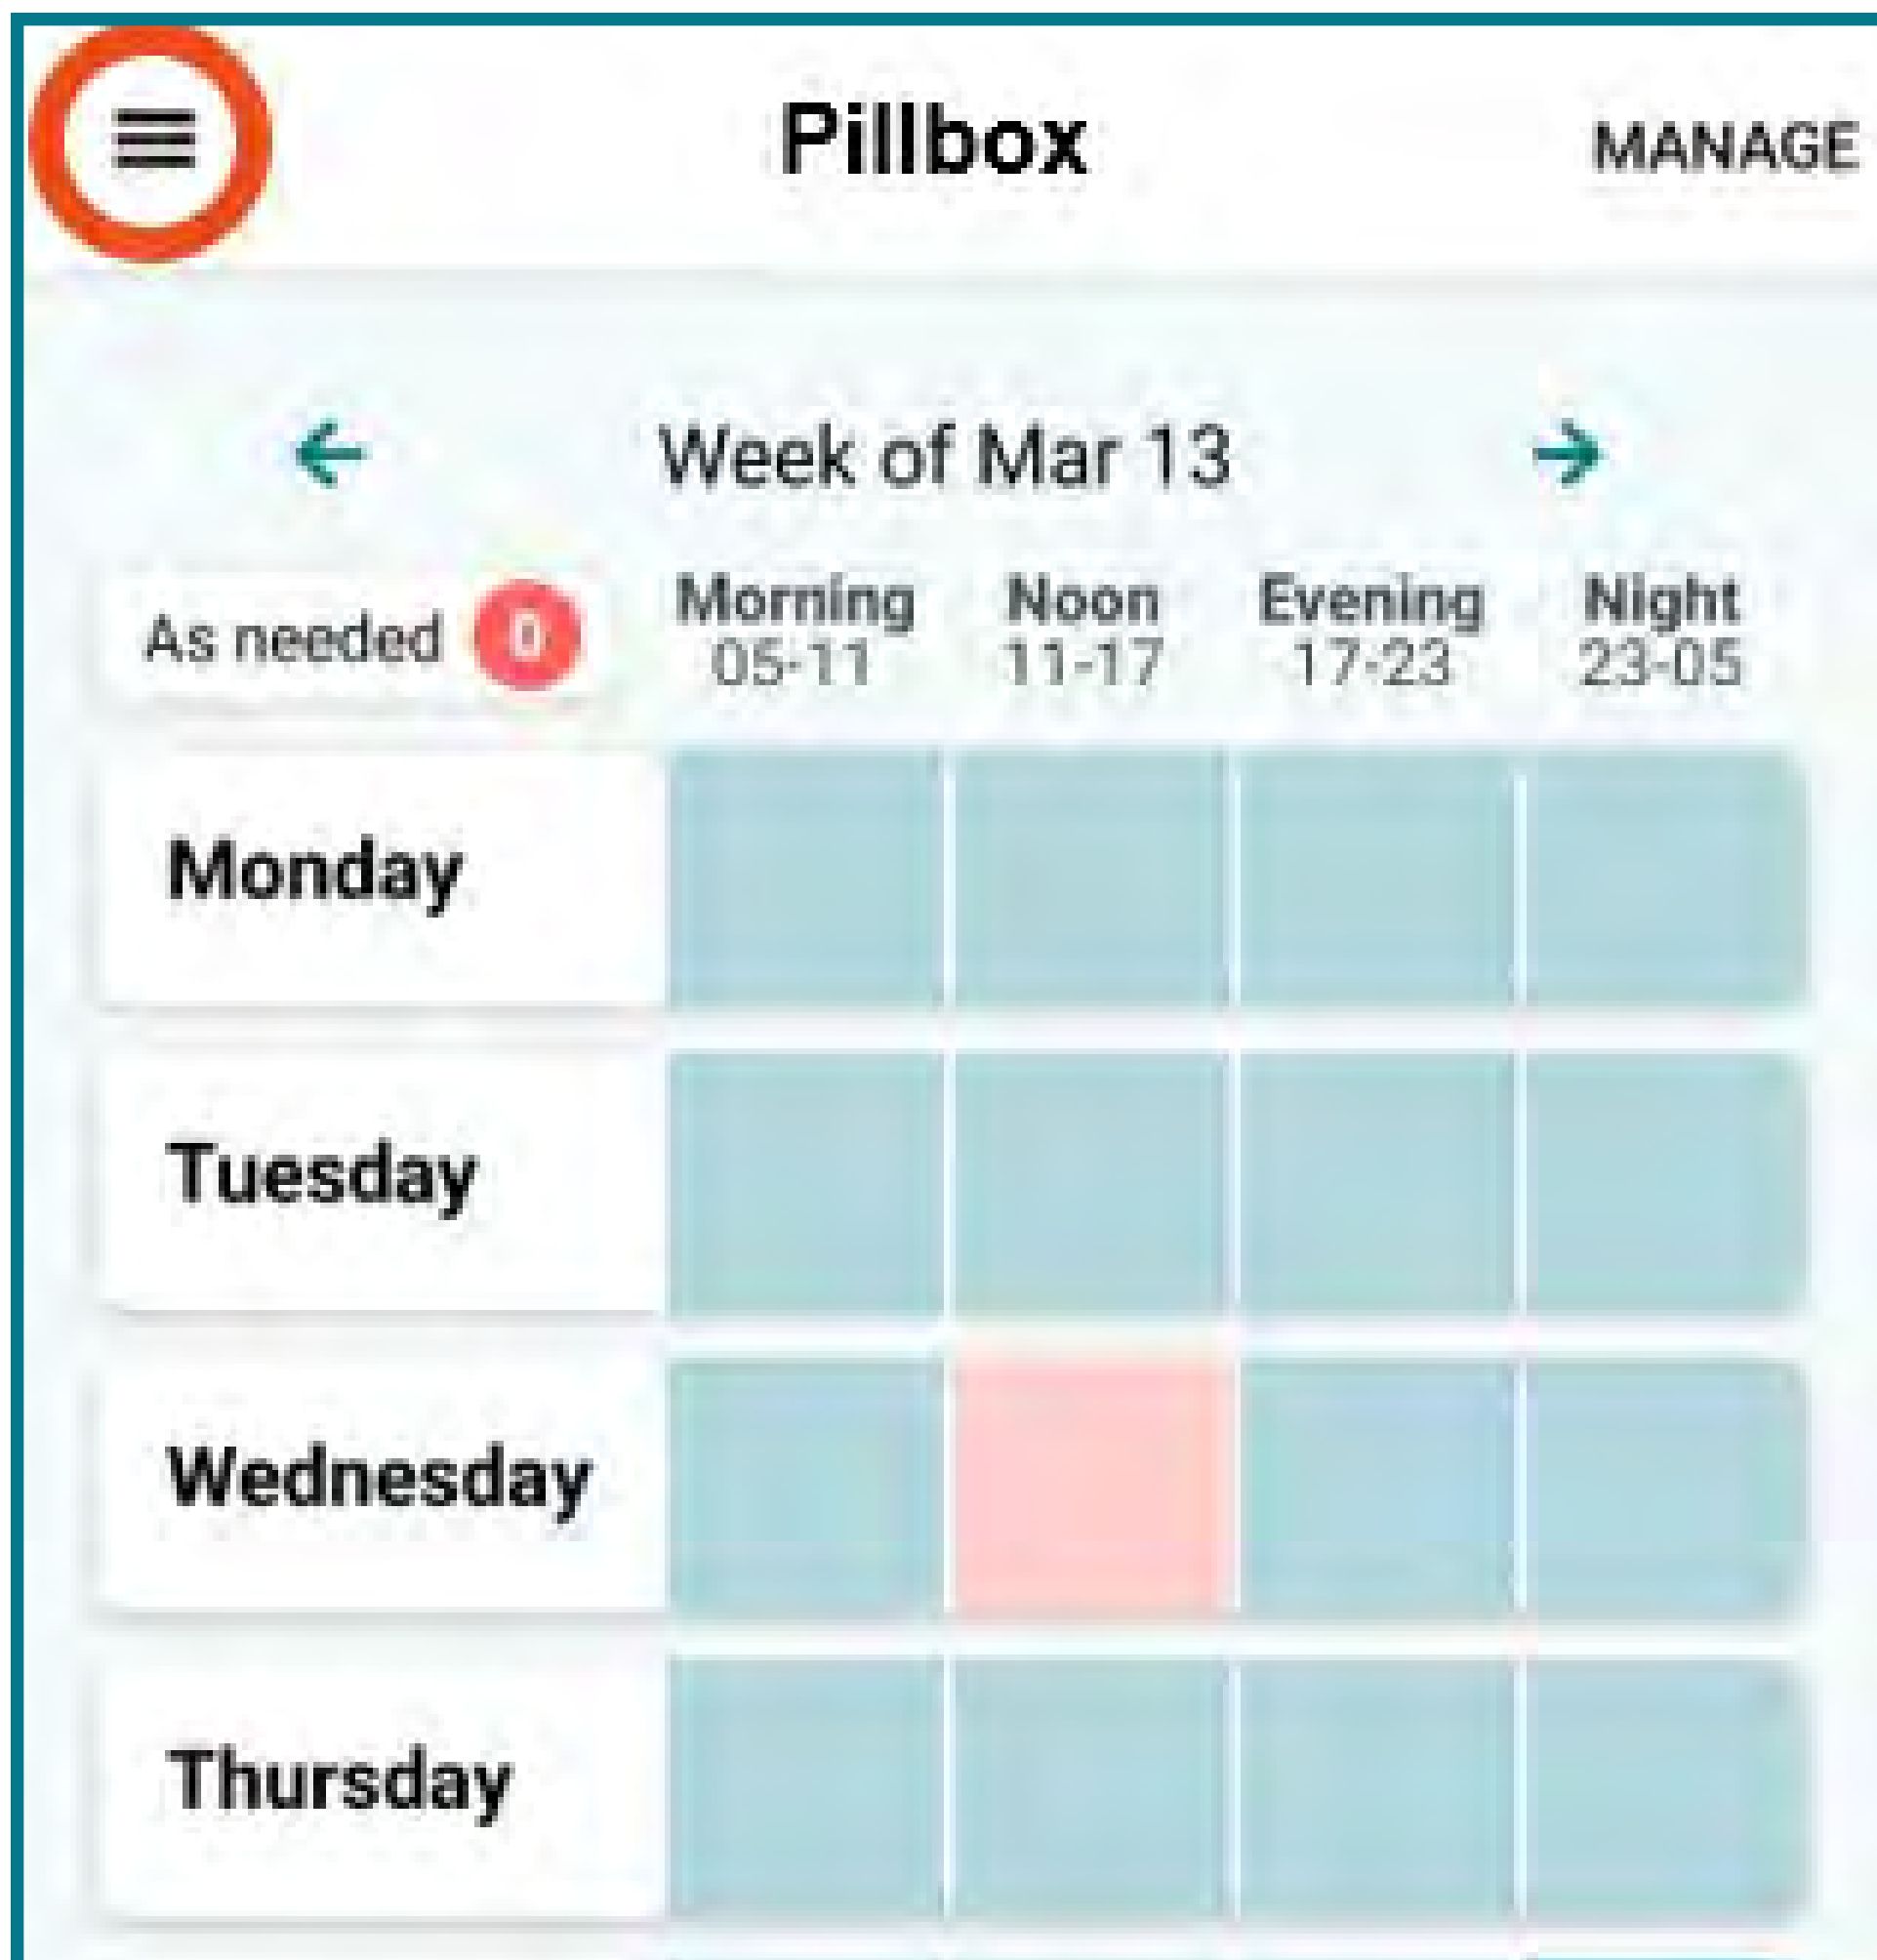 Pillbox
MANAGE
Week of Mar 13
As needed 0
Morning Noon Evening Night
05-11 11-17 17-23 23-05
Monday
Tuesday
Wednesday
Thursday